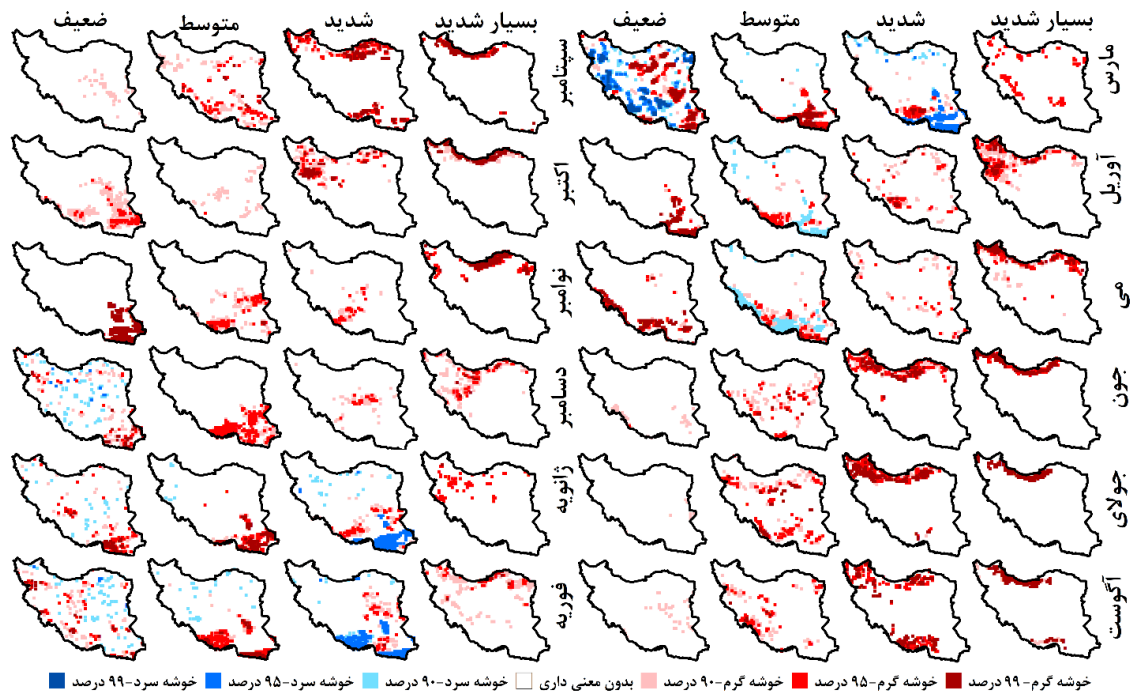 بسیار شدید شدید متوسط ضعیف بسیار شدید شدید متوسط ضعیف
مارس سپتامبر
آوریل اکتبر
می نوامبر
جون دسامبر
جولای ژانویه
آگوست فوریه
خوشه گرم- ۹۹ درصد خوشه گرم-۹۵ درصد خوشه گرم-۹۰ درصد بدون معنی داری خوشه سرد-۹۰ درصد خوشه سرد-۹۵ درصد خوشه سرد-۹۹ درصد